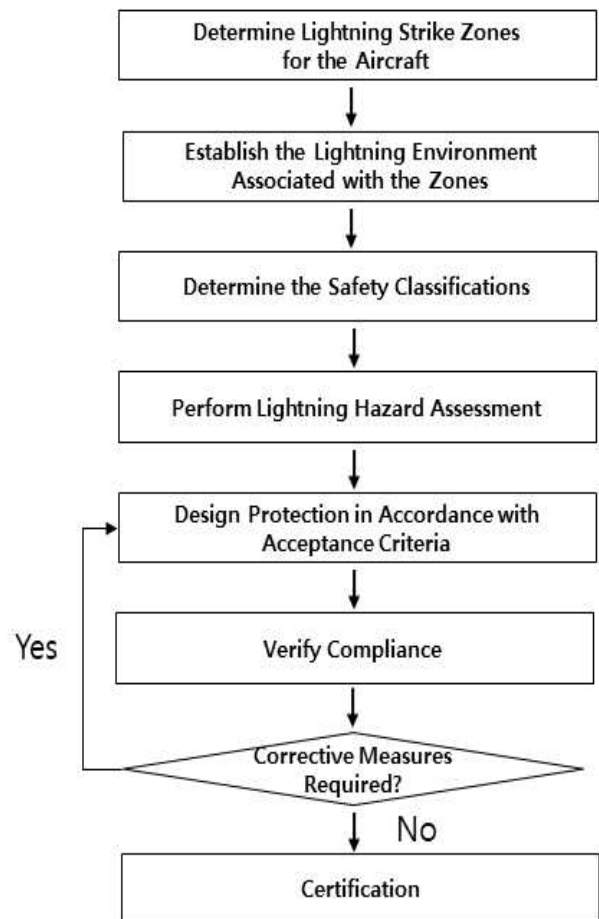 Determine Lightning Strike Zones
for the Aircraft
Establish the Lightning Environment
Associated with the Zones
Determine the Safety Classifications
Perform Lightning Hazard Assessment
Design Protection in Accordance with
Acceptance Criteria
Yes
Verify Compliance
Corrective Measures
Required?
No
Certification